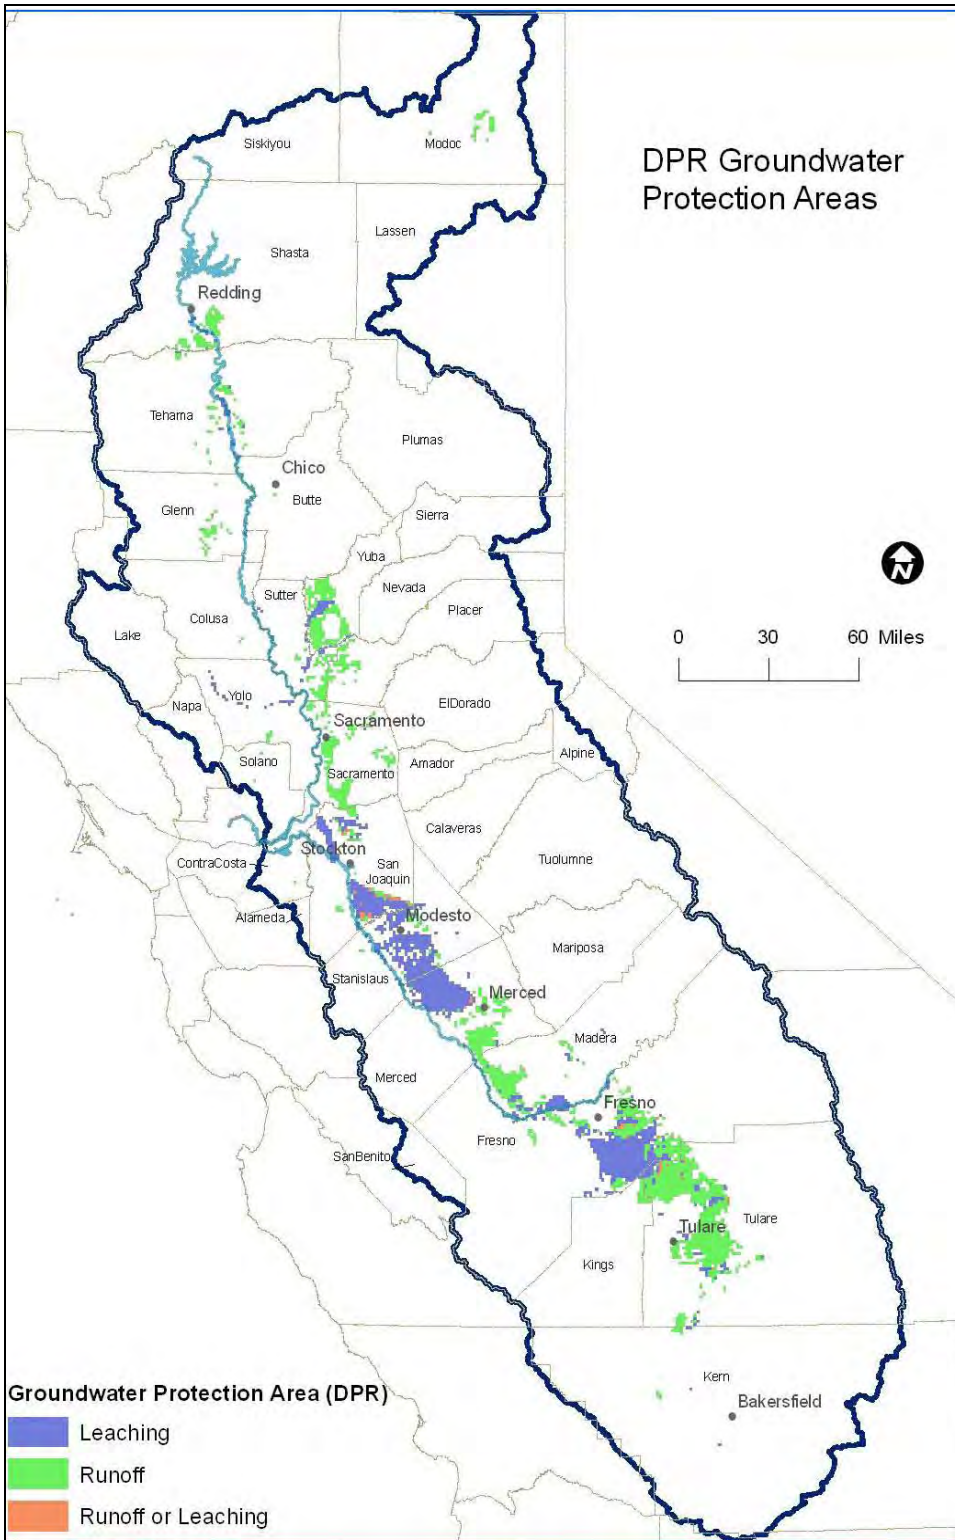 Siskiyou
Modoc
DPR Groundwater
Protection Areas
Lassen
Shasta
Redding
Tehama
Plumas
Chico
Butte
Glenn
Sierra
Yuba
Nevada
Sutter
Placer
Colusa
Lake
0 30 60 Miles
N
Yolo
Napa
ElDorado
Sacramento
Alpine
Solano
Sacramento
Amador
Calaveras
Stockton
Tuolumne
ContraCosta
San
Joaquin
Alameda
Modesto
Mariposa
Stanislaus
Merced
Madera
Merced
Fresno
Fresno
SanBenito
Tulare
Tulare
Kings
Kern
Bakersfield
Groundwater Protection Area (DPR)
Leaching
Runoff
Runoff or Leaching